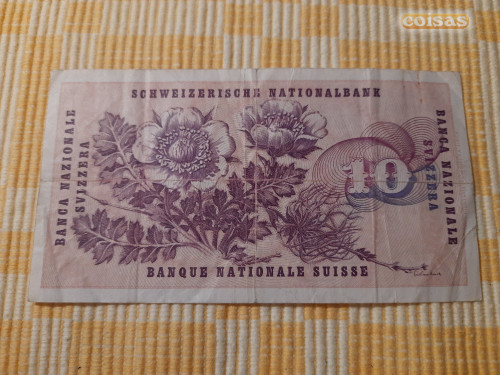 coisas
SCHWEIZERISCHE NATIONALBANK
BANCA NAZIONALE
SVIZZERA
10
BANCA NAZIONALE
SVIZZERA
BANQUE NATIONALE SUISSE